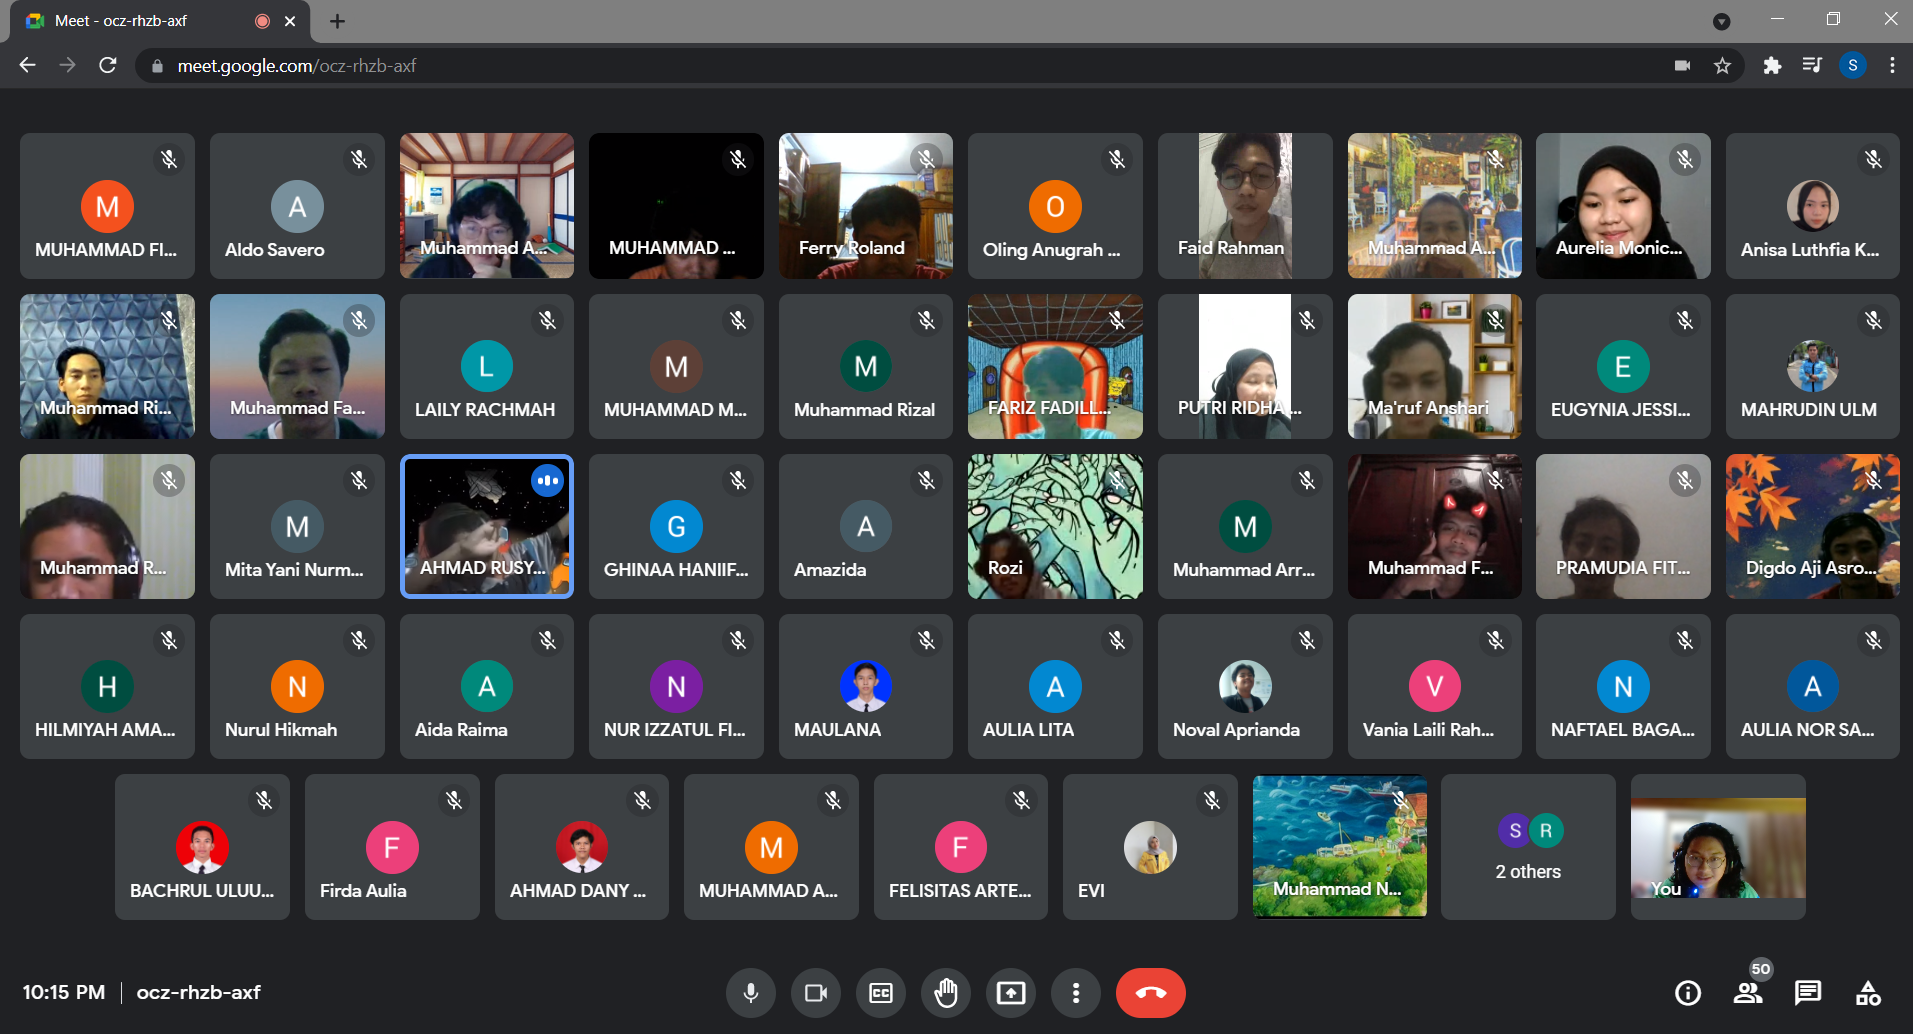 Meet - ocz-rhzb-axf
meet.google.com/ocz-rhzb-axf
S
M
MUHAMMAD FI...
A
Aldo Savero
Muhammad A...
MUHAMMAD ...
Ferry Roland
O
Oling Anugrah ...
Faid Rahman
Muhammad A...
Aurelia Monic...
Anisa Luthfia K...
Muhammad Ri...
Muhammad Fa...
L
LAILY RACHMAH
M
MUHAMMAD M...
M
Muhammad Rizal
FARIZ FADILL...
PUTRI RIDHA ...
Ma'ruf Anshari
E
EUGYNIA JESSI...
MAHRUDIN ULM
Muhammad R...
M
Mita Yani Nurm...
AHMAD RUSY...
G
GHINAA HANIIF...
A
Amazida
Rozi
M
Muhammad Arr...
Muhammad F...
PRAMUDIA FIT...
Digdo Aji Asro...
H
HILMIYAH AMA...
N
Nurul Hikmah
A
Aida Raima
N
NUR IZZATUL FI...
MAULANA
A
AULIA LITA
Noval Aprianda
V
Vania Laili Rah...
N
NAFTAEL BAGA...
A
AULIA NOR SA...
BACHRUL ULUU...
F
Firda Aulia
AHMAD DANY ...
M
MUHAMMAD A...
F
FELISITAS ARTE...
EVI
Muhammad N...
S R
2 others
You
10:15 PM | ocz-rhzb-axf
CC
50